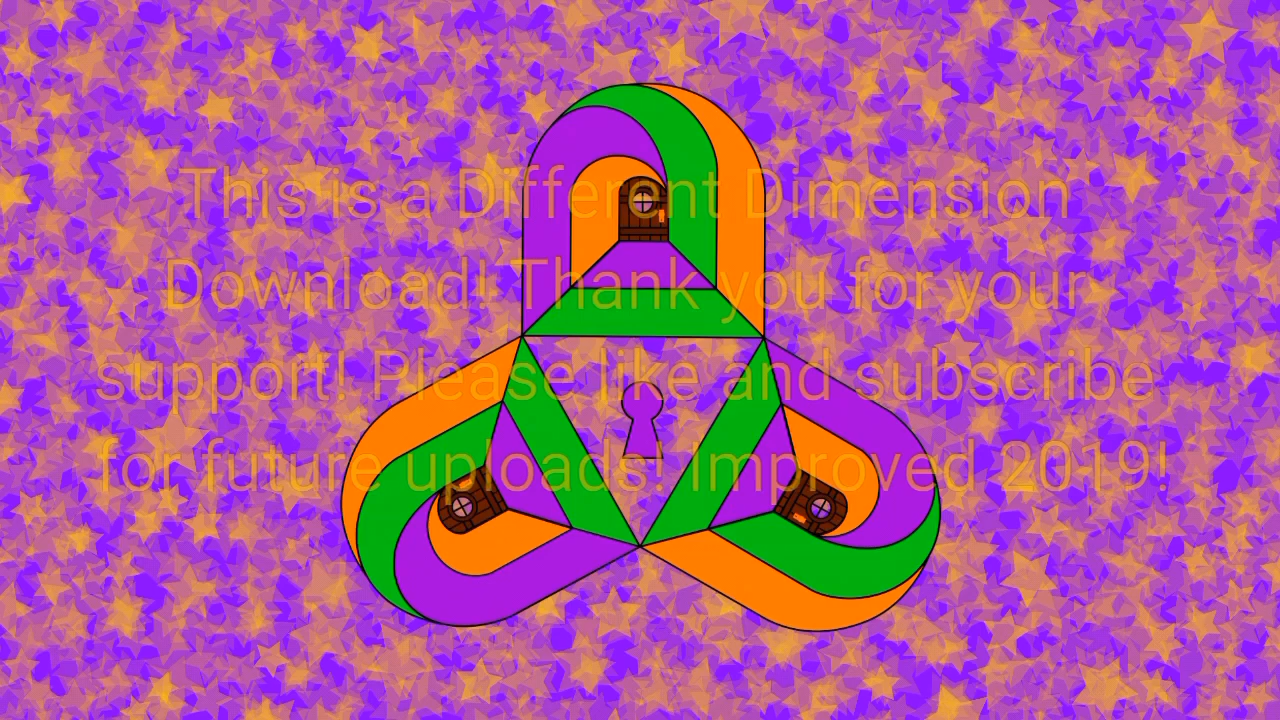 This is a Different Dimension
Download! Thank you for your
support! Please like and subscribe
for future uploads! Improved 2019!